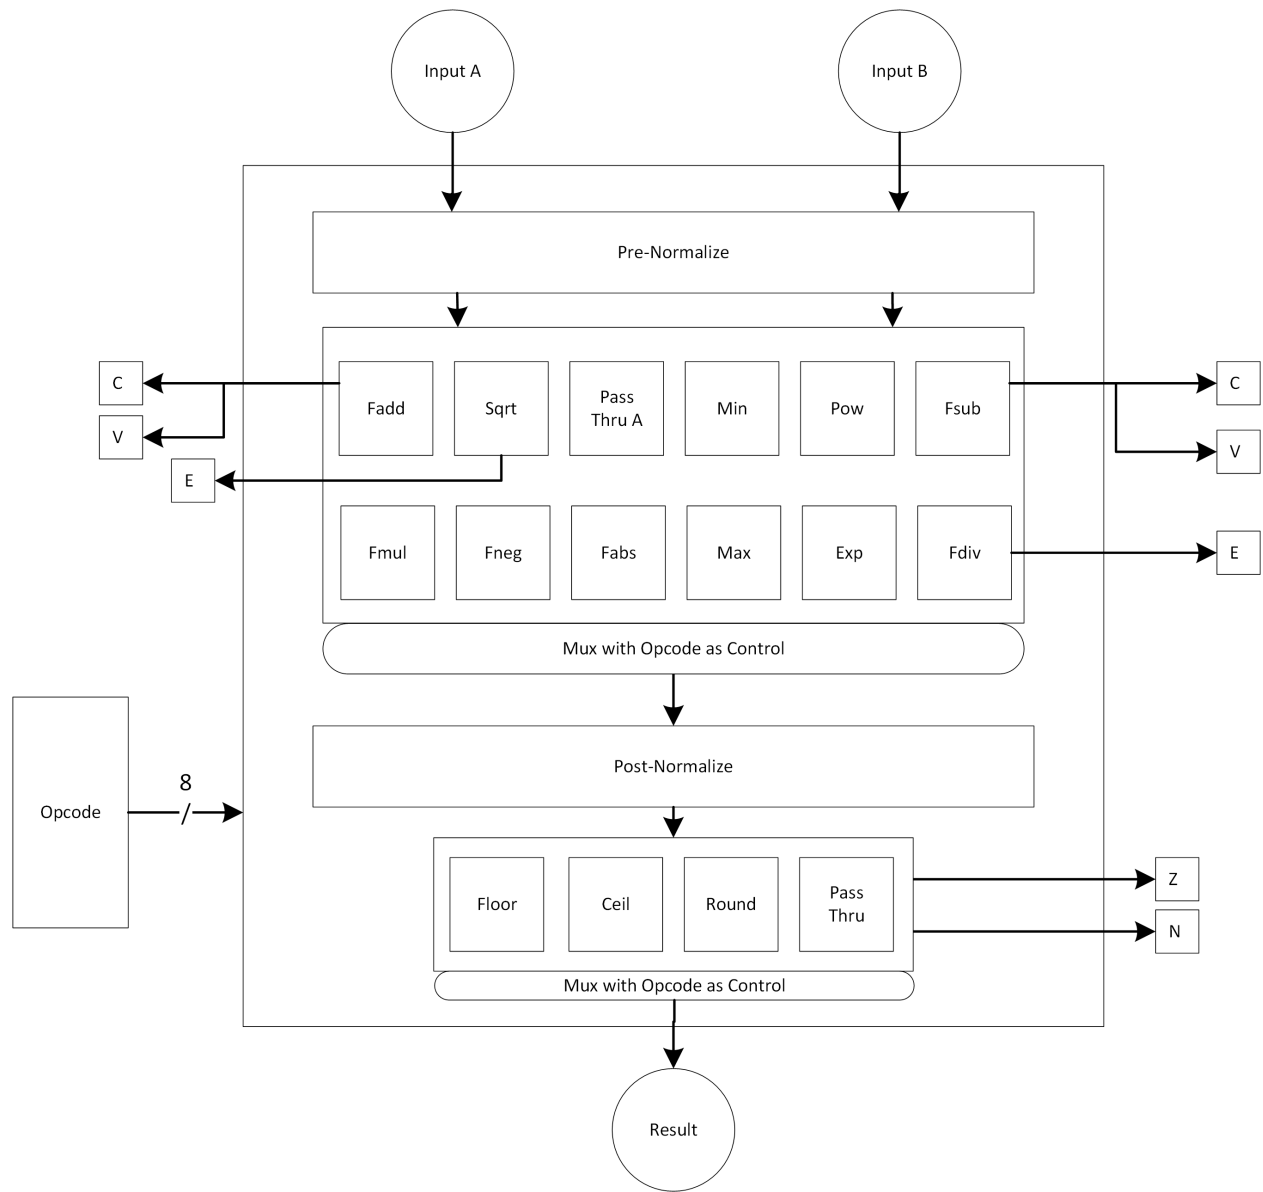 Input A
Input B
Pre-Normalize
C
V
E
Fadd
Sqrt
Pass
Thru A
Min
Pow
Fsub
C
V
Fmul
Fneg
Fabs
Max
Exp
Fdiv
E
Mux with Opcode as Control
Opcode
8
Post-Normalize
Floor
Ceil
Round
Pass
Thru
Z
N
Mux with Opcode as Control
Result